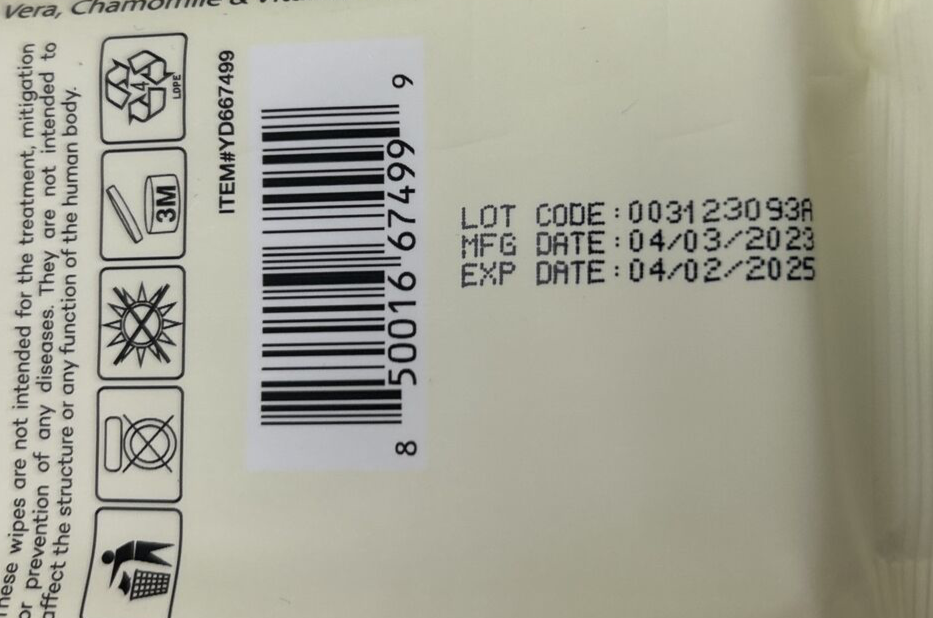 Vera, Chamomile &
These wipes are not intended for the treatment, mitigation
or prevention of any diseases. They are not intended to
affect the structure or any function of the human body.
4
LDPE
3M
ITEM#YD667499
8 50016 67499 9
LOT CODE:003123093A
MFG DATE:04/03/2023
EXP DATE:04/02/2025